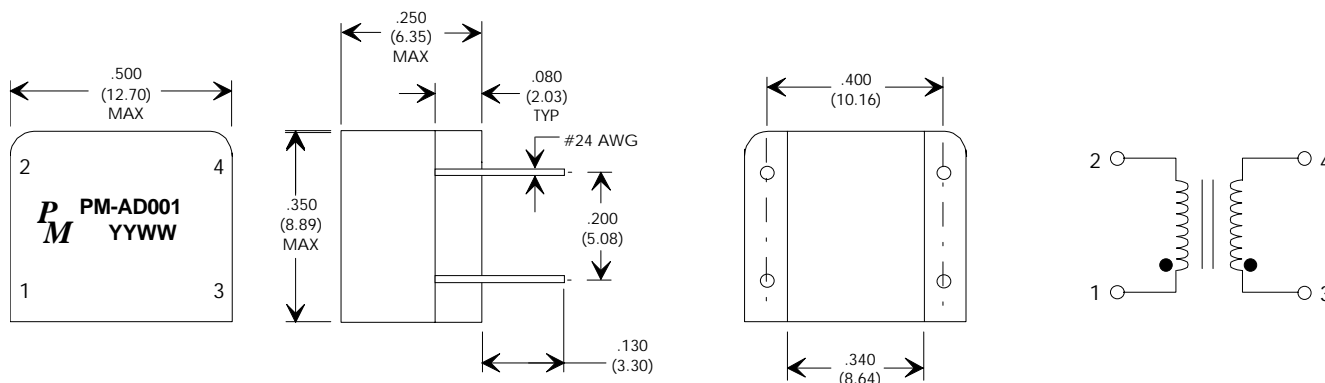 .500
(12.70)
MAX
2
4
P
M
PM-AD001
YYWW
1
3
.250
(6.35)
MAX
.080
(2.03)
TYP
#24 AWG
.350
(8.89)
MAX
.200
(5.08)
.130
(3.30)
.400
(10.16)
.340
(8.64)
2
4
1
3